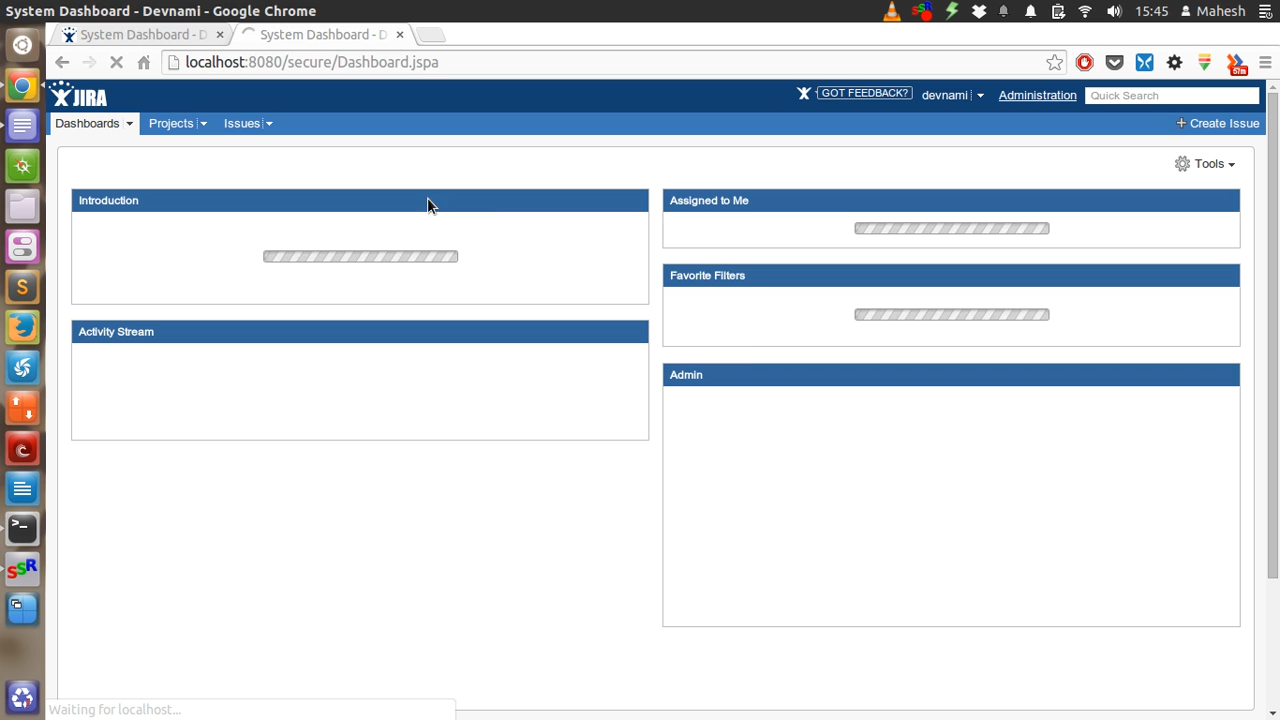 System Dashboard - Devnami - Google Chrome
15:45
Mahesh
System Dashboard - D
System Dashboard - D
localhost:8080/secure/Dashboard.jspa
57m
JIRA
GOT FEEDBACK?
devnami
Administration
Quick Search
Dashboards
Projects
Issues
+ Create Issue
Tools
Introduction
Assigned to Me
Favorite Filters
Activity Stream
Admin
S
SSR
Waiting for localhost...